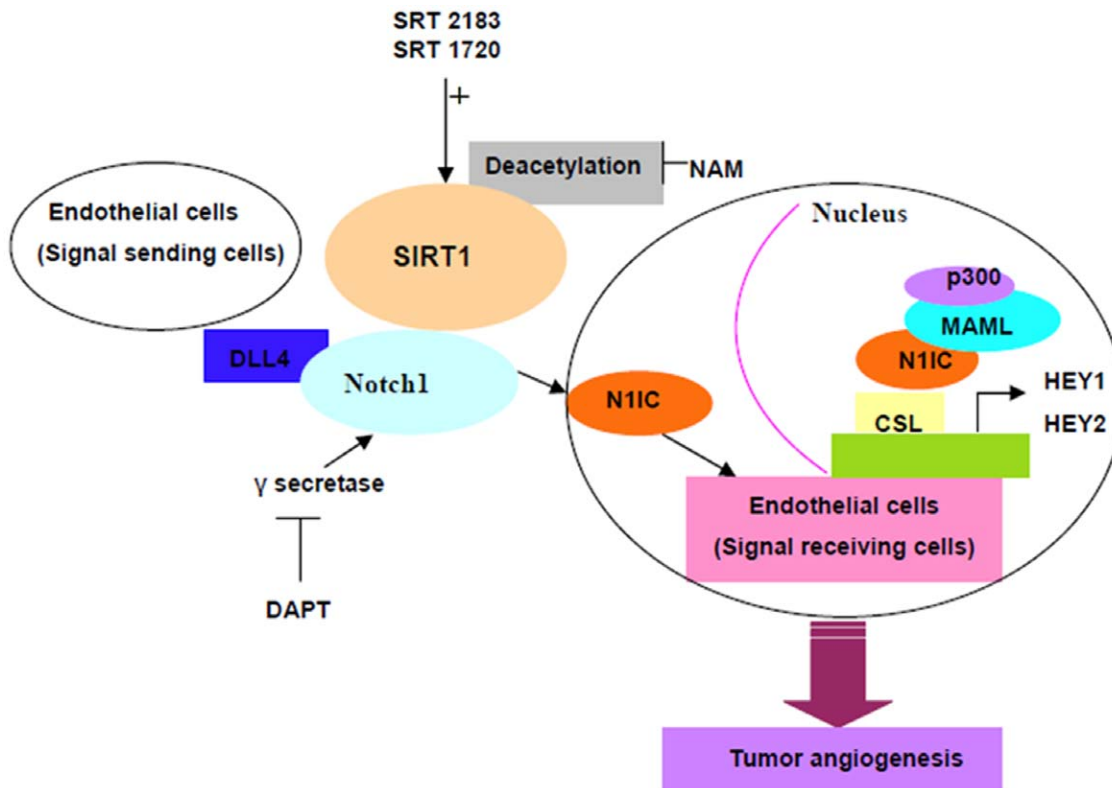 SRT 2183
SRT 1720
+
Deacetylation
NAM
Endothelial cells
(Signal sending cells)
SIRT1
Nucleus
p300
MAML
DLL4
Notch1
N1IC
N1IC
HEY1
CSL
HEY2
γ secretase
Endothelial cells
(Signal receiving cells)
DAPT
Tumor angiogenesis